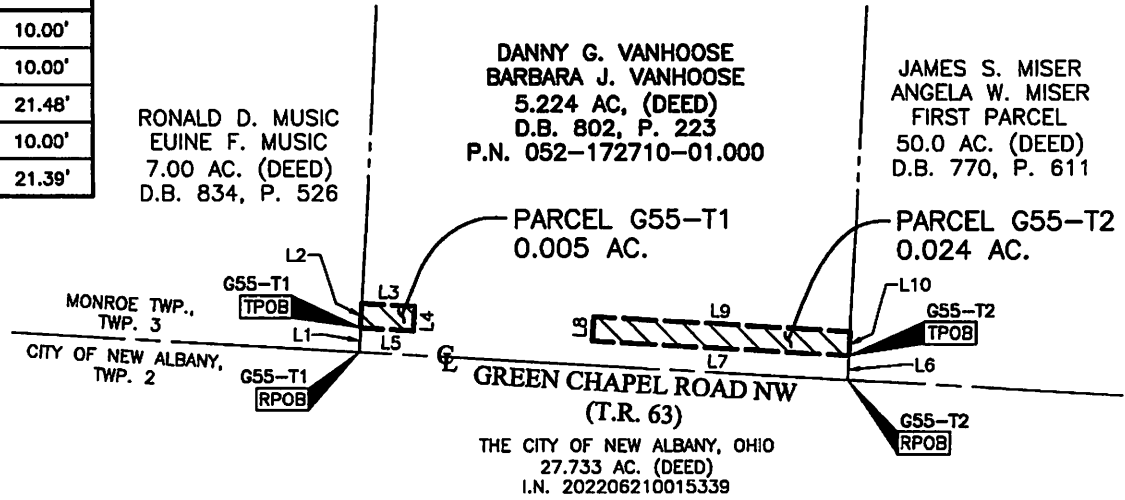 10.00'
10.00'
21.48'
10.00'
21.39'
RONALD D. MUSIC
EUINE F. MUSIC
7.00 AC. (DEED)
D.B. 834, P. 526
DANNY G. VANHOOSE
BARBARA J. VANHOOSE
5.224 AC, (DEED)
D.B. 802, P. 223
P.N. 052-172710-01.000
JAMES S. MISER
ANGELA W. MISER
FIRST PARCEL
50.0 AC. (DEED)
D.B. 770, P. 611
PARCEL G55-T1
0.005 AC.
PARCEL G55-T2
0.024 AC.
L2
G55-T1
TPOB
L3
L4
L1
L5
L8
L9
L7
L10
G55-T2
TPOB
L6
MONROE TWP.,
TWP. 3
CITY OF NEW ALBANY,
TWP. 2
G55-T1
RPOB
℄
GREEN CHAPEL ROAD NW
(T.R. 63)
G55-T2
RPOB
THE CITY OF NEW ALBANY, OHIO
27.733 AC. (DEED)
I.N. 202206210015339